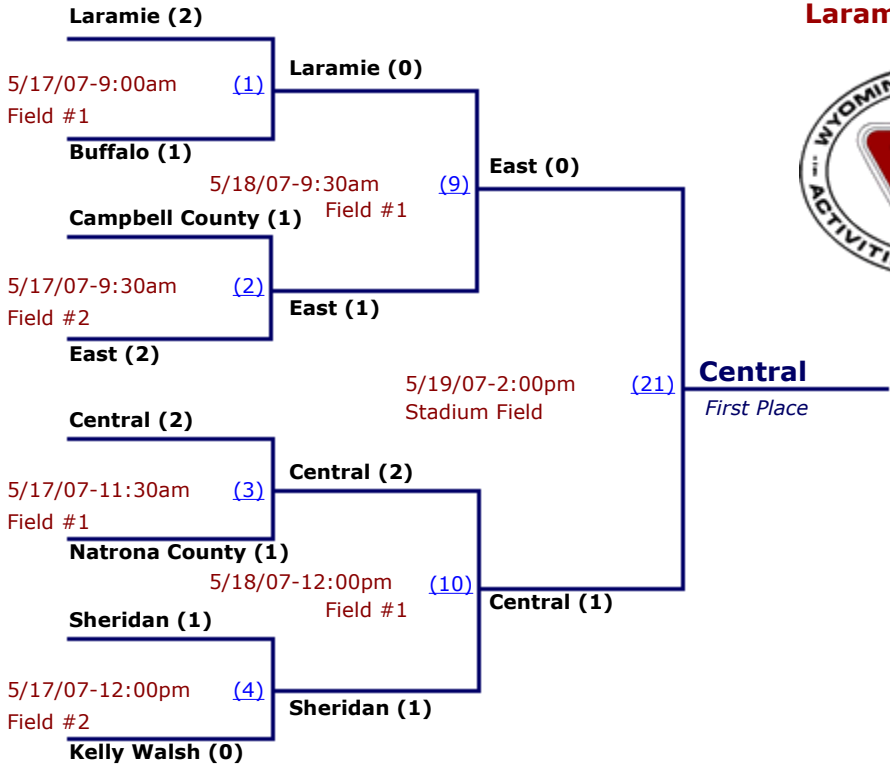 Laramie (2)
Laram
5/17/07-9:00am
(1)
Laramie (0)
Field #1
Buffalo (1)
5/18/07-9:30am
(9)
East (0)
Field #1
Campbell County (1)
5/17/07-9:30am
(2)
East (1)
Field #2
East (2)
5/19/07-2:00pm
(21)
Central
Stadium Field
First Place
Central (2)
Central (2)
5/17/07-11:30am
(3)
Field #1
Natrona County (1)
5/18/07-12:00pm
(10)
Central (1)
Field #1
Sheridan (1)
5/17/07-12:00pm
(4)
Sheridan (1)
Field #2
Kelly Walsh (0)
WYOMIN
ACTIVITI